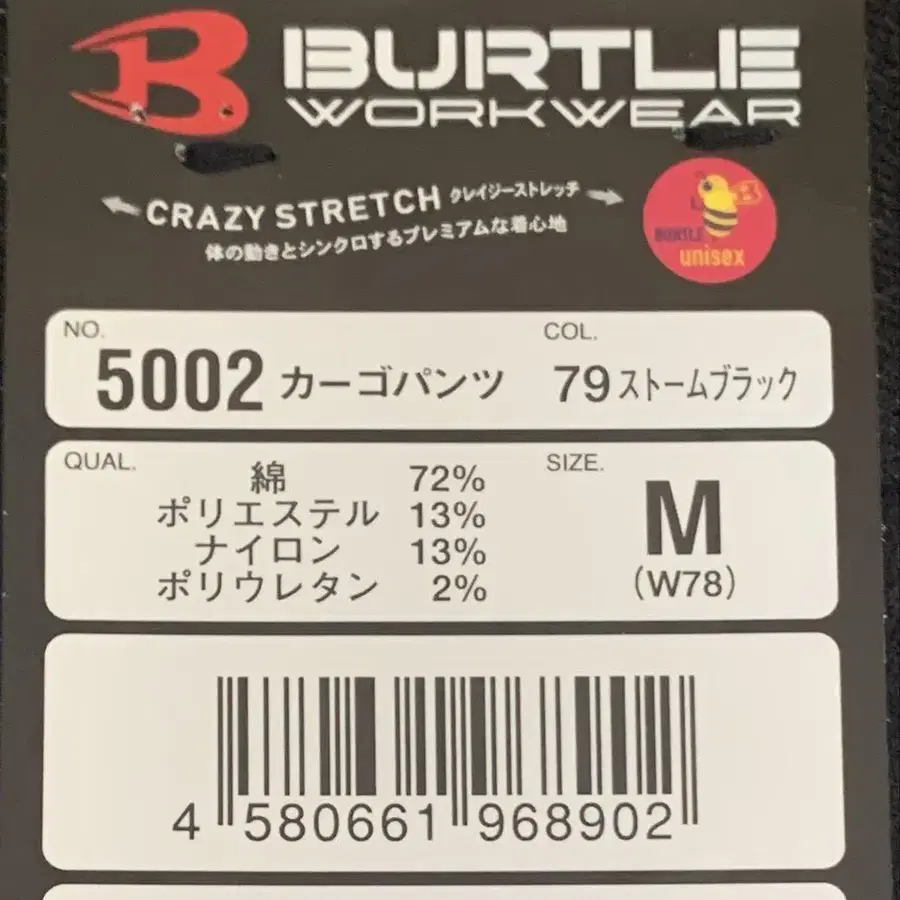 B BURTLE
WORKWEAR
CRAZY STRETCH クレイジーストレッチ
体の動きとシンクロするプレミアムな着心地
B
BURTLE
unisex
NO.
5002 カーゴパンツ
COL.
79 ストームブラック
QUAL.
綿 72%
ポリエステル 13%
ナイロン 13%
ポリウレタン 2%
SIZE.
M
(W78)
4 580661 968902